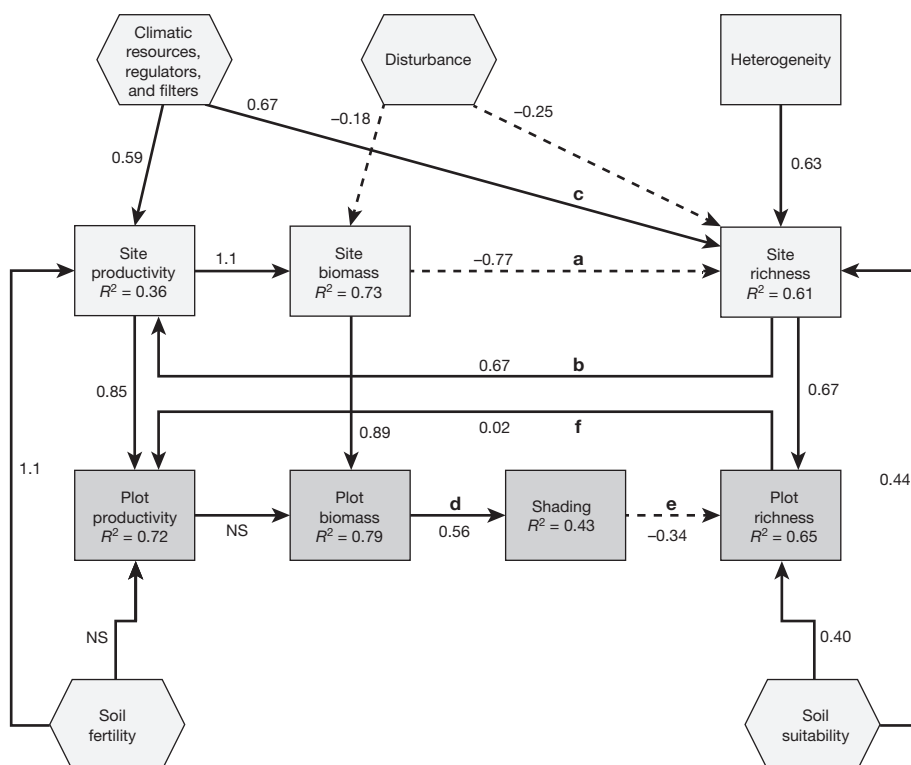 Climatic
resources,
regulators,
and filters
Disturbance
Heterogeneity
0.67
−0.18
−0.25
0.59
0.63
c
Site
productivity
R² = 0.36
1.1
Site
biomass
R² = 0.73
−0.77
a
Site
richness
R² = 0.61
0.67
b
0.85
0.67
0.02
f
0.89
1.1
0.44
Plot
productivity
R² = 0.72
NS
Plot
biomass
R² = 0.79
d
0.56
Shading
R² = 0.43
e
−0.34
Plot
richness
R² = 0.65
NS
0.40
Soil
fertility
Soil
suitability